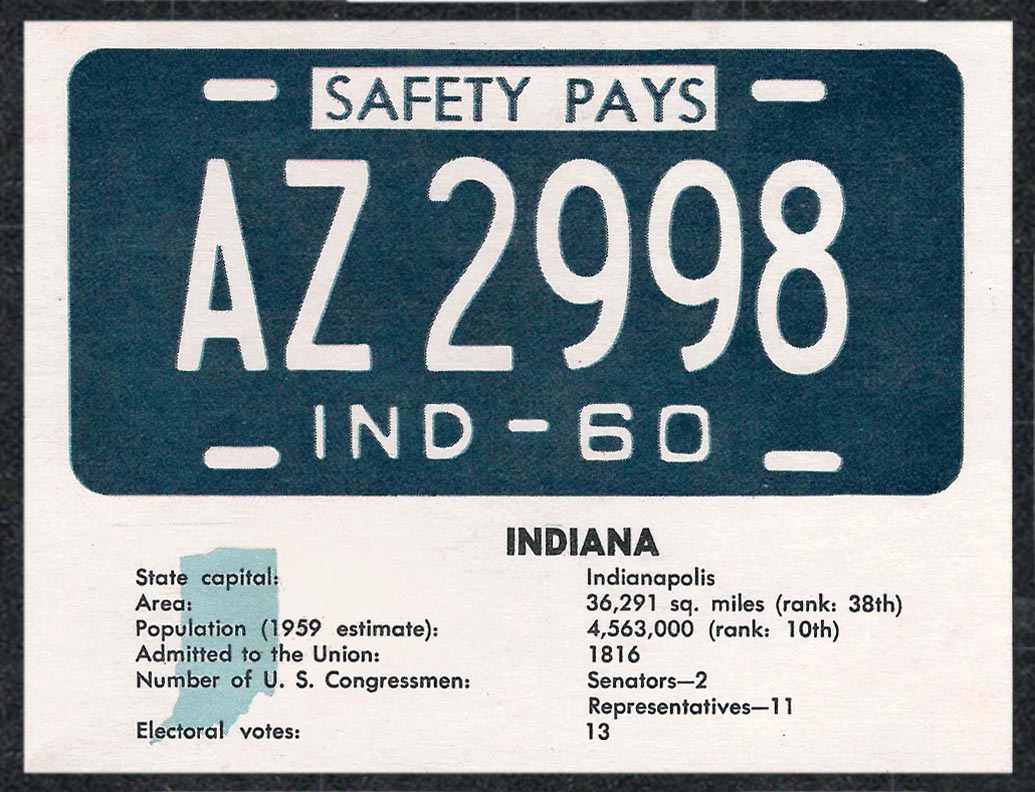 SAFETY PAYS
AZ 2998
IND - 60
INDIANA
State capital: Indianapolis
Area: 36,291 sq. miles (rank: 38th)
Population (1959 estimate): 4,563,000 (rank: 10th)
Admitted to the Union: 1816
Number of U. S. Congressmen: Senators—2
Representatives—11
Electoral votes: 13